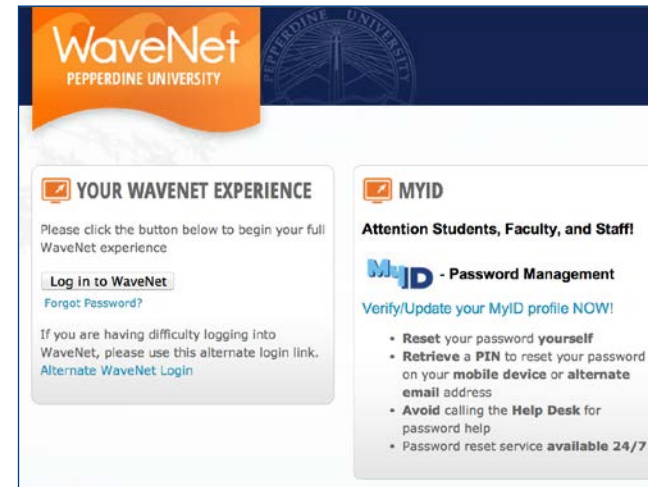 WaveNet
PEPPERDINE UNIVERSITY
PEPPERDINE UNIVERSITY
YOUR WAVENET EXPERIENCE
Please click the button below to begin your full
WaveNet experience
Log in to WaveNet
Forgot Password?
If you are having difficulty logging into
WaveNet, please use this alternate login link.
Alternate WaveNet Login
MYID
Attention Students, Faculty, and Staff!
MyID - Password Management
Verify/Update your MyID profile NOW!
• Reset your password yourself
• Retrieve a PIN to reset your password
on your mobile device or alternate
email address
• Avoid calling the Help Desk for
password help
• Password reset service available 24/7